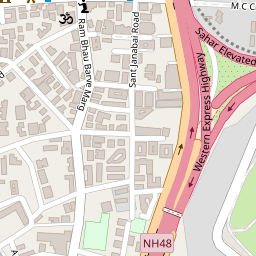 M C C
Sahar Elevated
ॐ
Ram Bhau Barve Marg
Sant Janabai Road
Western Express Highway
NH48
A